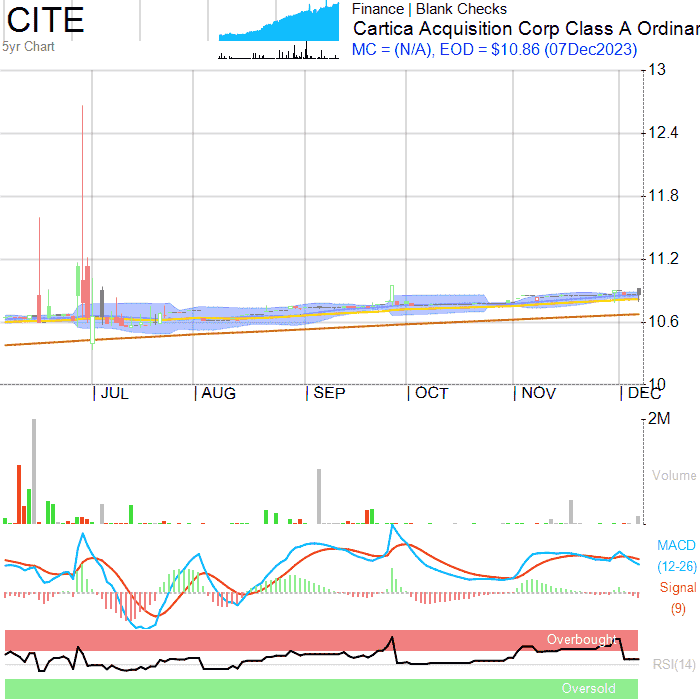 CITE
5yr Chart
Finance | Blank Checks
Cartica Acquisition Corp Class A Ordinar
MC = (N/A), EOD = $10.86 (07Dec2023)
13
12.4
11.8
11.2
10.6
10
JUL
AUG
SEP
OCT
NOV
DEC
2M
Volume
MACD
(12-26)
Signal
(9)
Overbought
RSI(14)
Oversold